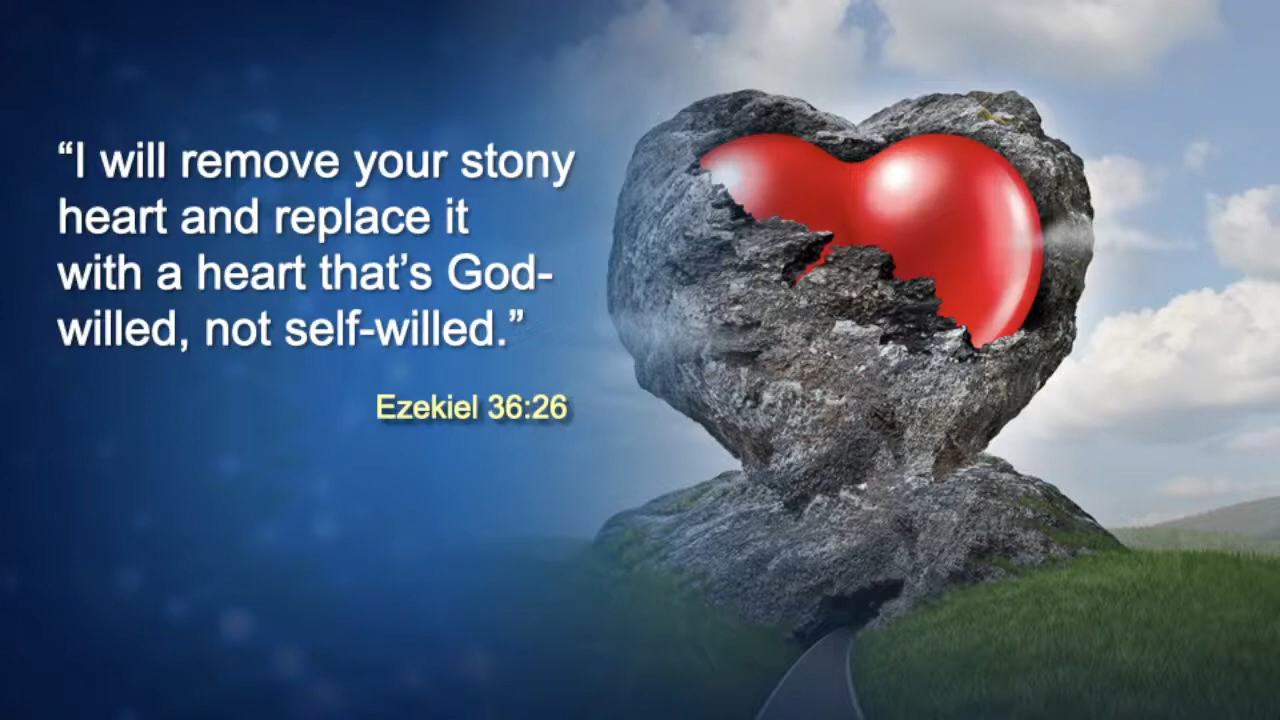 “I will remove your stony
heart and replace it
with a heart that’s God-
willed, not self-willed.”
Ezekiel 36:26